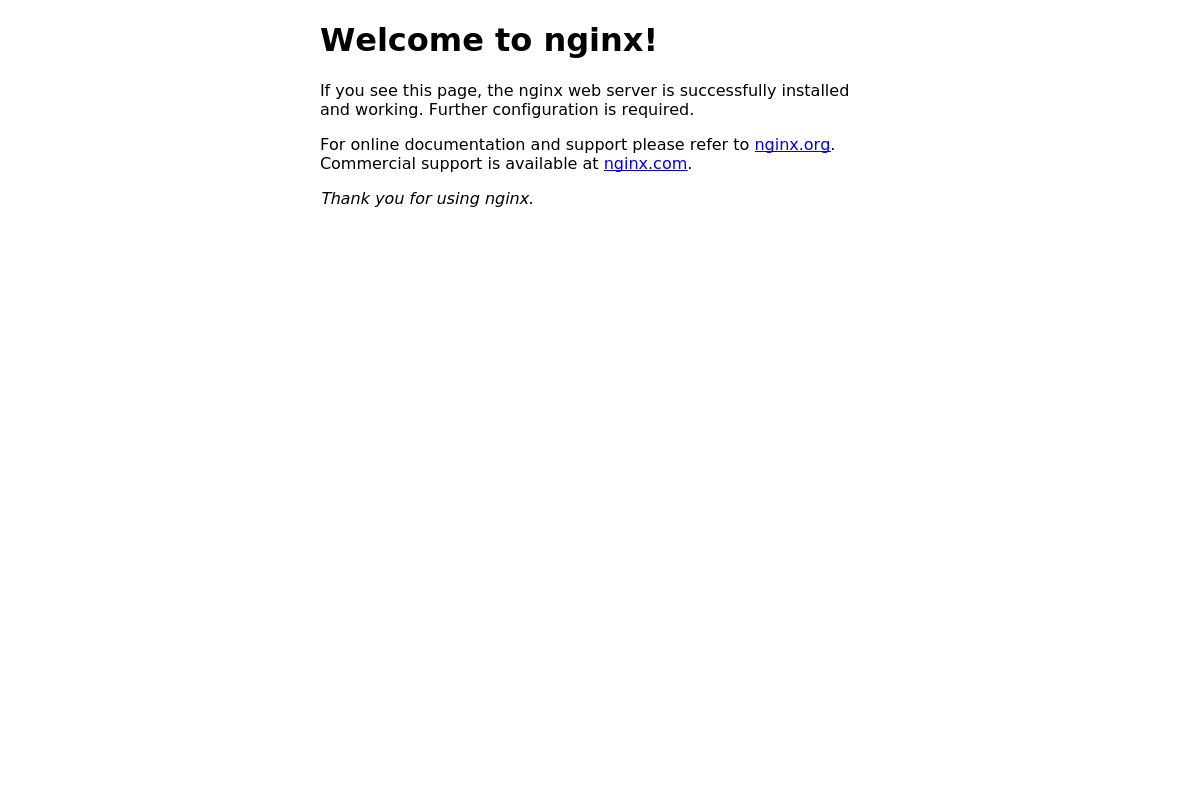 Welcome to nginx!
If you see this page, the nginx web server is successfully installed
and working. Further configuration is required.
For online documentation and support please refer to nginx.org.
Commercial support is available at nginx.com.
Thank you for using nginx.